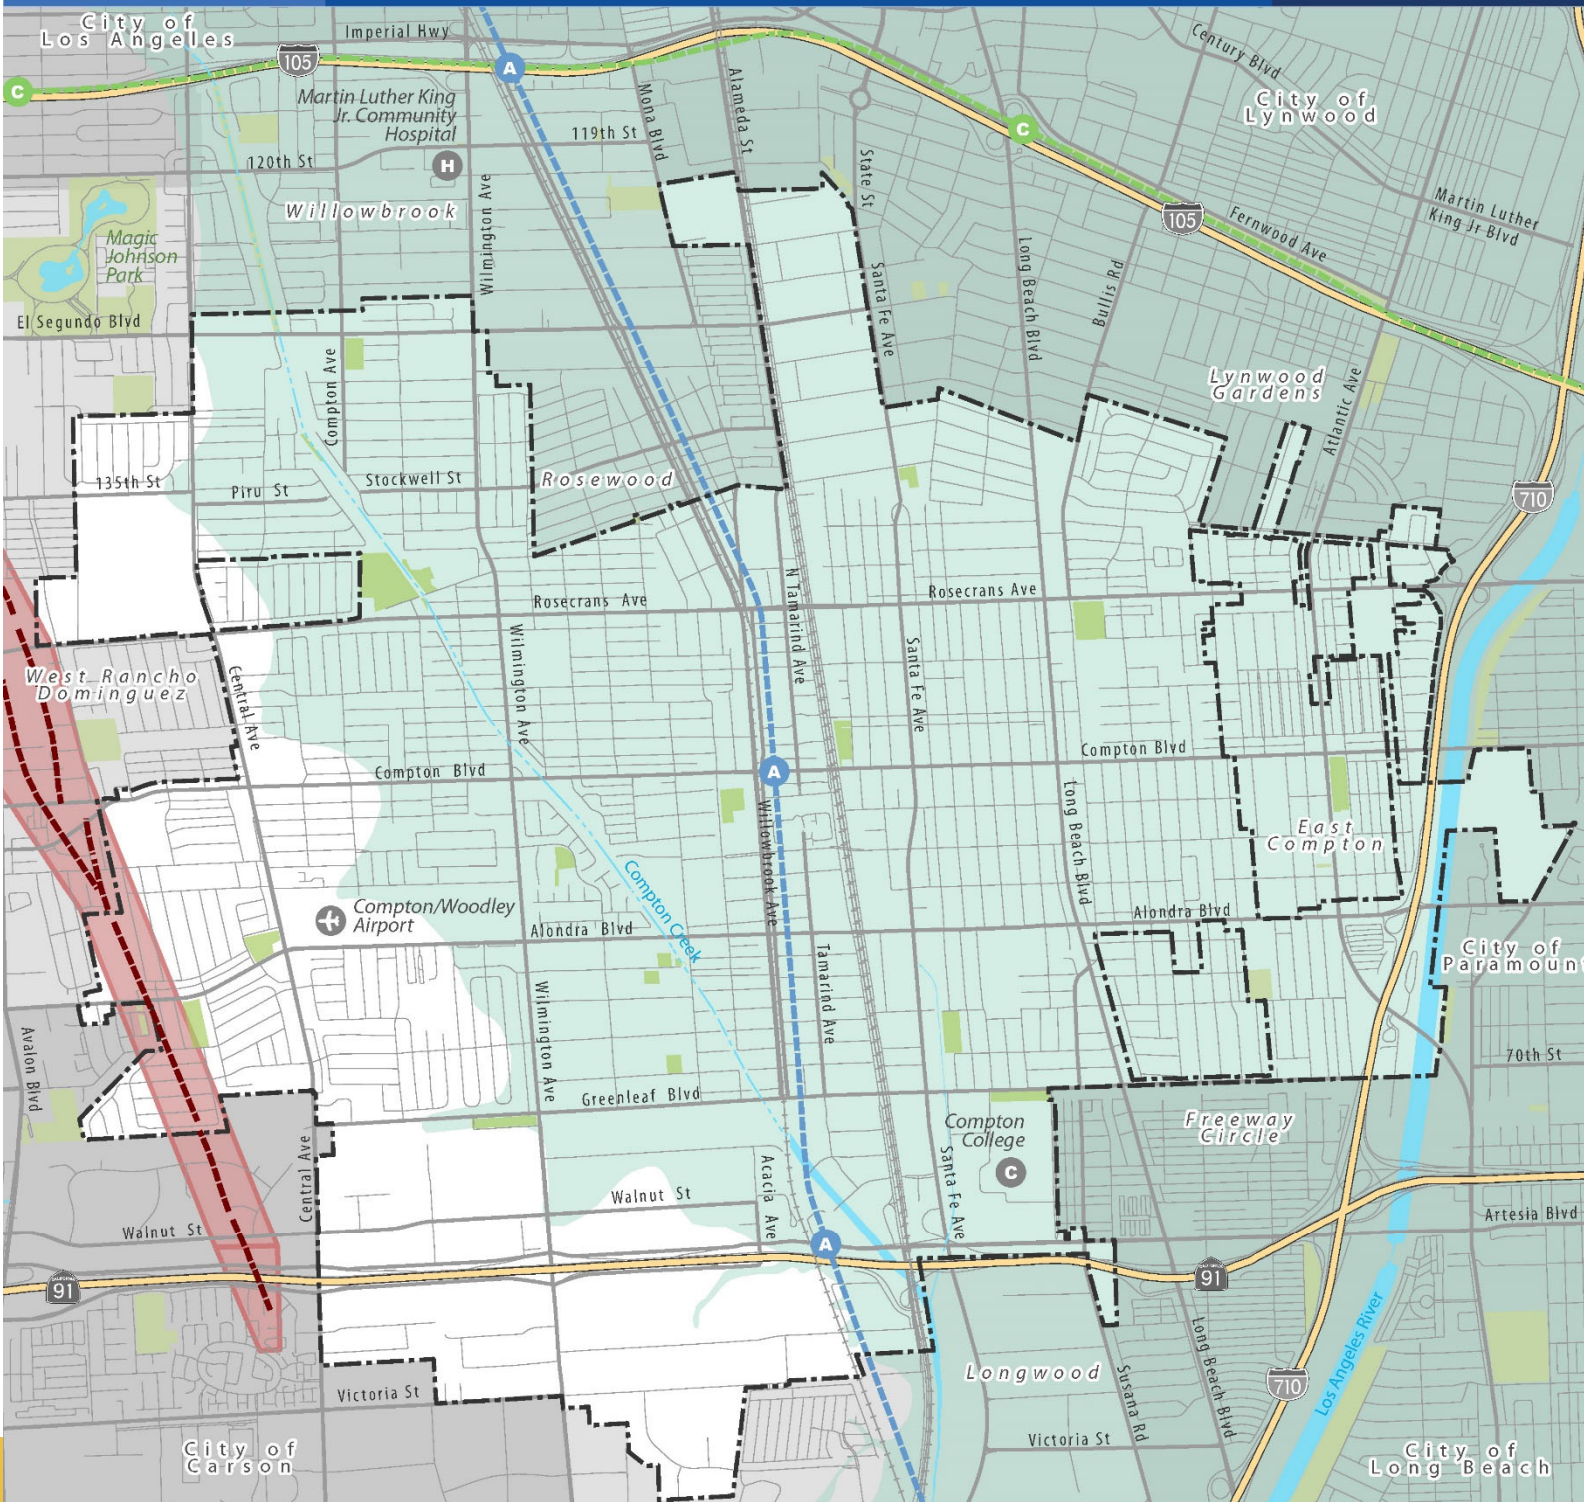 City of
Los Angeles
Imperial Hwy
105
A
C
Martin Luther King
Jr. Community
Hospital
H
119th St
120th St
Mona Blvd
Alameda St
State St
C
Century Blvd
City of
Lynwood
Martin Luther
King Jr Blvd
105
Fernwood Ave
Willowbrook
Wilmington Ave
Magic
Johnson
Park
El Segundo Blvd
Compton Ave
Santa Fe Ave
Long Beach Blvd
Bullis Rd
Lynwood
Gardens
Atlantic Ave
710
135th St
Piru St
Stockwell St
Rosewood
Rosecrans Ave
N Tamarind Ave
Rosecrans Ave
West Rancho
Dominguez
Central Ave
Wilmington Ave
Santa Fe Ave
Compton Blvd
A
Compton Blvd
Willowbrook Ave
Long Beach Blvd
East
Compton
Compton/Woodley
Airport
Compton Creek
Alondra Blvd
Alondra Blvd
City of
Paramoun
Tamarind Ave
Wilmington Ave
Avalon Blvd
70th St
Greenleaf Blvd
Compton
College
C
Freeway
Circle
Central Ave
Acacia Ave
Santa Fe Ave
Walnut St
Walnut St
Artesia Blvd
A
CALIFORNIA
91
91
Los Angeles River
Long Beach Blvd
Susana Rd
Longwood
710
Victoria St
Victoria St
City of
Carson
City of
Long Beach